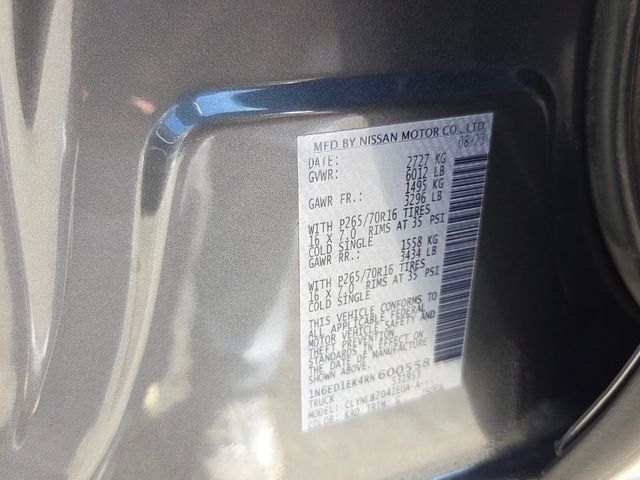 MFD BY NISSAN MOTOR CO., LTD.
DATE: 08/23
GVWR: 2727 KG
6012 LB
GAWR FR.: 1495 KG
3296 LB
WITH P265/70R16 TIRES
16 X 7.0 RIMS AT 35 PSI
COLD SINGLE
GAWR RR.: 1558 KG
3434 LB
WITH P265/70R16 TIRES
16 X 7.0 RIMS AT 35 PSI
COLD SINGLE
THIS VEHICLE CONFORMS TO
ALL APPLICABLE FEDERAL
MOTOR VEHICLE SAFETY AND
THEFT PREVENTION
STANDARDS IN EFFECT ON
THE DATE OF MANUFACTURE
SHOWN ABOVE.
1N6ED1EK4RN600558
TRUCK
MODEL:
COLOR: KAD TRIM: G